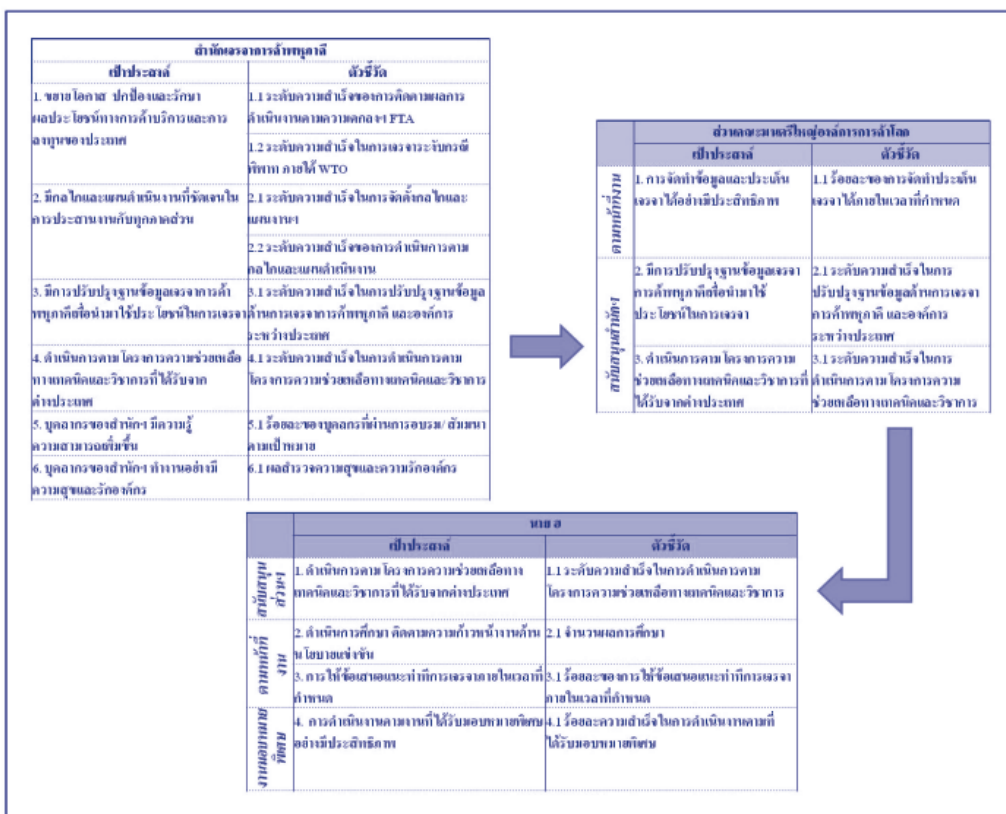 สำนักเจรจาการค้าพหุภาคี
เป้าประสงค์
ตัวชี้วัด
1. ขยายโอกาส ปกป้องและรักษา
ผลประโยชน์ทางการค้าบริการและการ
ลงทุนของประเทศ
1.1 ระดับความสำเร็จของการติดตามผลการ
ดำเนินงานตามความตกลงฯ FTA
1.2 ระดับความสำเร็จในการเจรจาระงับกรณี
พิพาท ภายใต้ WTO
2. มีกลไกและแผนดำเนินงานที่ชัดเจนใน
การประสานงานกับทุกภาคส่วน
2.1 ระดับความสำเร็จในการจัดตั้งกลไกและ
แผนงานฯ
2.2 ระดับความสำเร็จของการดำเนินการตาม
กลไกและแผนดำเนินงาน
3. มีการปรับปรุงฐานข้อมูลเจรจาการค้า
พหุภาคีเพื่อนำมาใช้ประโยชน์ในการเจรจา
3.1 ระดับความสำเร็จในการปรับปรุงฐานข้อมูล
ด้านการเจรจาการค้าพหุภาคี และองค์การ
ระหว่างประเทศ
4. ดำเนินการตามโครงการความช่วยเหลือ
ทางเทคนิคและวิชาการที่ได้รับจาก
ต่างประเทศ
4.1 ระดับความสำเร็จในการดำเนินการตาม
โครงการความช่วยเหลือทางเทคนิคและวิชาการ
5. บุคลากรของสำนักฯ มีความรู้
ความสามารถเพิ่มขึ้น
5.1 ร้อยละของบุคลกรที่ผ่านการอบรม/ สัมมนา
ตามเป้าหมาย
6. บุคลากรของสำนักฯ ทำงานอย่างมี
ความสุขและรักองค์กร
6.1 ผลสำรวจความสุขและความรักองค์กร
ส่วนคณะมนตรีใหญ่องค์การการค้าโลก
เป้าประสงค์
ตัวชี้วัด
ตามหน้าที่งาน
1. การจัดทำข้อมูลและประเด็น
เจรจาได้อย่างมีประสิทธิภาพ
1.1 ร้อยละของการจัดทำประเด็น
เจรจาได้ภายในเวลาที่กำหนด
สนับสนุนสำนักฯ
2. มีการปรับปรุงฐานข้อมูลเจรจา
การค้าพหุภาคีเพื่อนำมาใช้
ประโยชน์ในการเจรจา
2.1 ระดับความสำเร็จในการ
ปรับปรุงฐานข้อมูลด้านการเจรจา
การค้าพหุภาคี และองค์การ
ระหว่างประเทศ
3. ดำเนินการตามโครงการความ
ช่วยเหลือทางเทคนิคและวิชาการที่
ได้รับจากต่างประเทศ
3.1 ระดับความสำเร็จในการ
ดำเนินการตามโครงการความ
ช่วยเหลือทางเทคนิคและวิชาการ
นาย อ
เป้าประสงค์
ตัวชี้วัด
สนับสนุน
ส่วนฯ
1. ดำเนินการตามโครงการความช่วยเหลือทาง
เทคนิคและวิชาการที่ได้รับจากต่างประเทศ
1.1 ระดับความสำเร็จในการดำเนินการตาม
โครงการความช่วยเหลือทางเทคนิคและวิชาการ
ตามหน้าที่
งาน
2. ดำเนินการศึกษา ติดตามความก้าวหน้างานด้าน
นโยบายแข่งขัน
2.1 จำนวนผลการศึกษา
3. การให้ข้อเสนอแนะท่าทีการเจรจาภายในเวลาที่
กำหนด
3.1 ร้อยละของการให้ข้อเสนอแนะท่าทีการเจรจา
ภายในเวลาที่กำหนด
งานมอบหมาย
พิเศษ
4. การดำเนินงานตามงานที่ได้รับมอบหมายพิเศษ
อย่างมีประสิทธิภาพ
4.1 ร้อยละความสำเร็จในการดำเนินงานตามที่
ได้รับมอบหมายพิเศษ